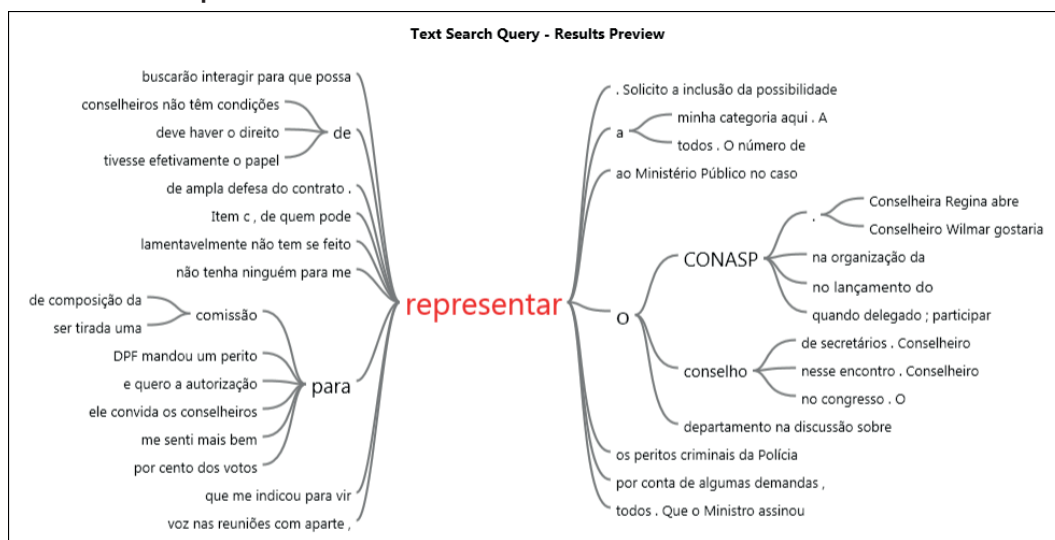 Text Search Query - Results Preview
buscarão interagir para que possa
conselheiros não têm condições
deve haver o direito
tivesse efetivamente o papel
de
de ampla defesa do contrato .
Item c , de quem pode
lamentavelmente não tem se feito
não tenha ninguém para me
de composição da
ser tirada uma
comissão
DPF mandou um perito
e quero a autorização
ele convida os conselheiros
me senti mais bem
por cento dos votos
para
que me indicou para vir
voz nas reuniões com aparte ,
representar
. Solicito a inclusão da possibilidade
a
minha categoria aqui . A
todos . O número de
ao Ministério Público no caso
o
CONASP
.
Conselheira Regina abre
Conselheiro Wilmar gostaria
na organização da
no lançamento do
quando delegado ; participar
conselho
de secretários . Conselheiro
nesse encontro . Conselheiro
no congresso . O
departamento na discussão sobre
os peritos criminais da Polícia
por conta de algumas demandas ,
todos . Que o Ministro assinou